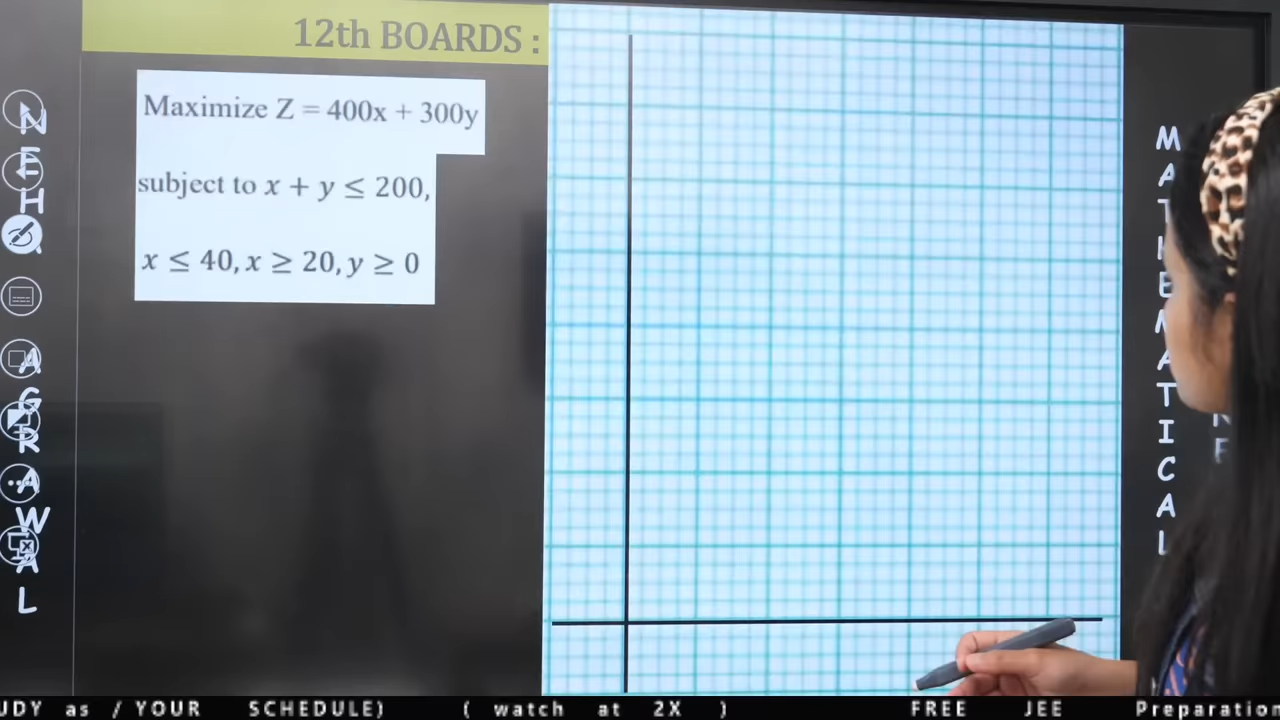 12th BOARDS :
Maximize Z = 400x + 300y
subject to x + y ≤ 200,
x ≤ 40, x ≥ 20, y ≥ 0
NEHA AGRAWAL
MATHEMATICAL
UDY as / YOUR SCHEDULE) ( watch at 2X ) FREE JEE Preparation